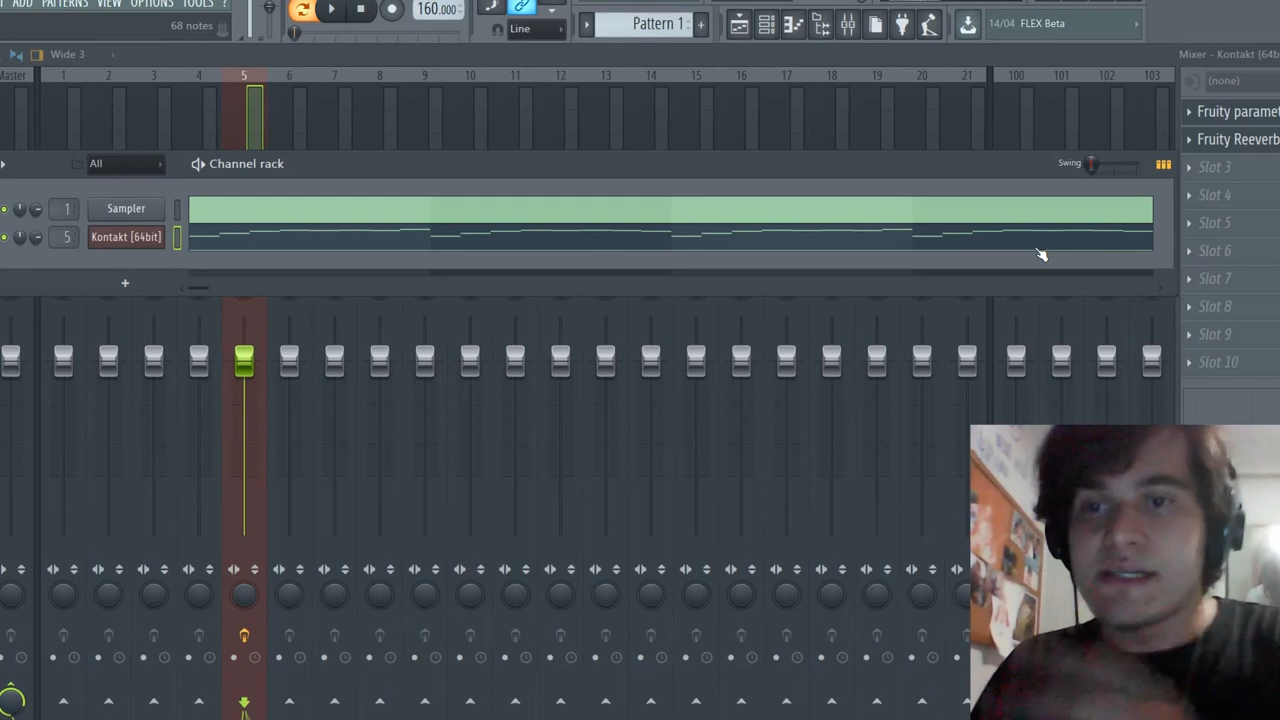 ADD PATTERNS VIEW OPTIONS TOOLS
160.000
Pattern 1
14/04 FLEX Beta
68 notes
Line
Wide 3
Mixer - Kontakt [64b
Master 1 2 3 4 5 6 7 8 9 10 11 12 13 14 15 16 17 18 19 20 21 100 101 102 103
(none)
Fruity parame
Fruity Reeverb
All
Channel rack
Swing
Slot 3
Slot 4
1 Sampler
Slot 5
5 Kontakt [64bit]
Slot 6
Slot 7
Slot 8
Slot 9
Slot 10